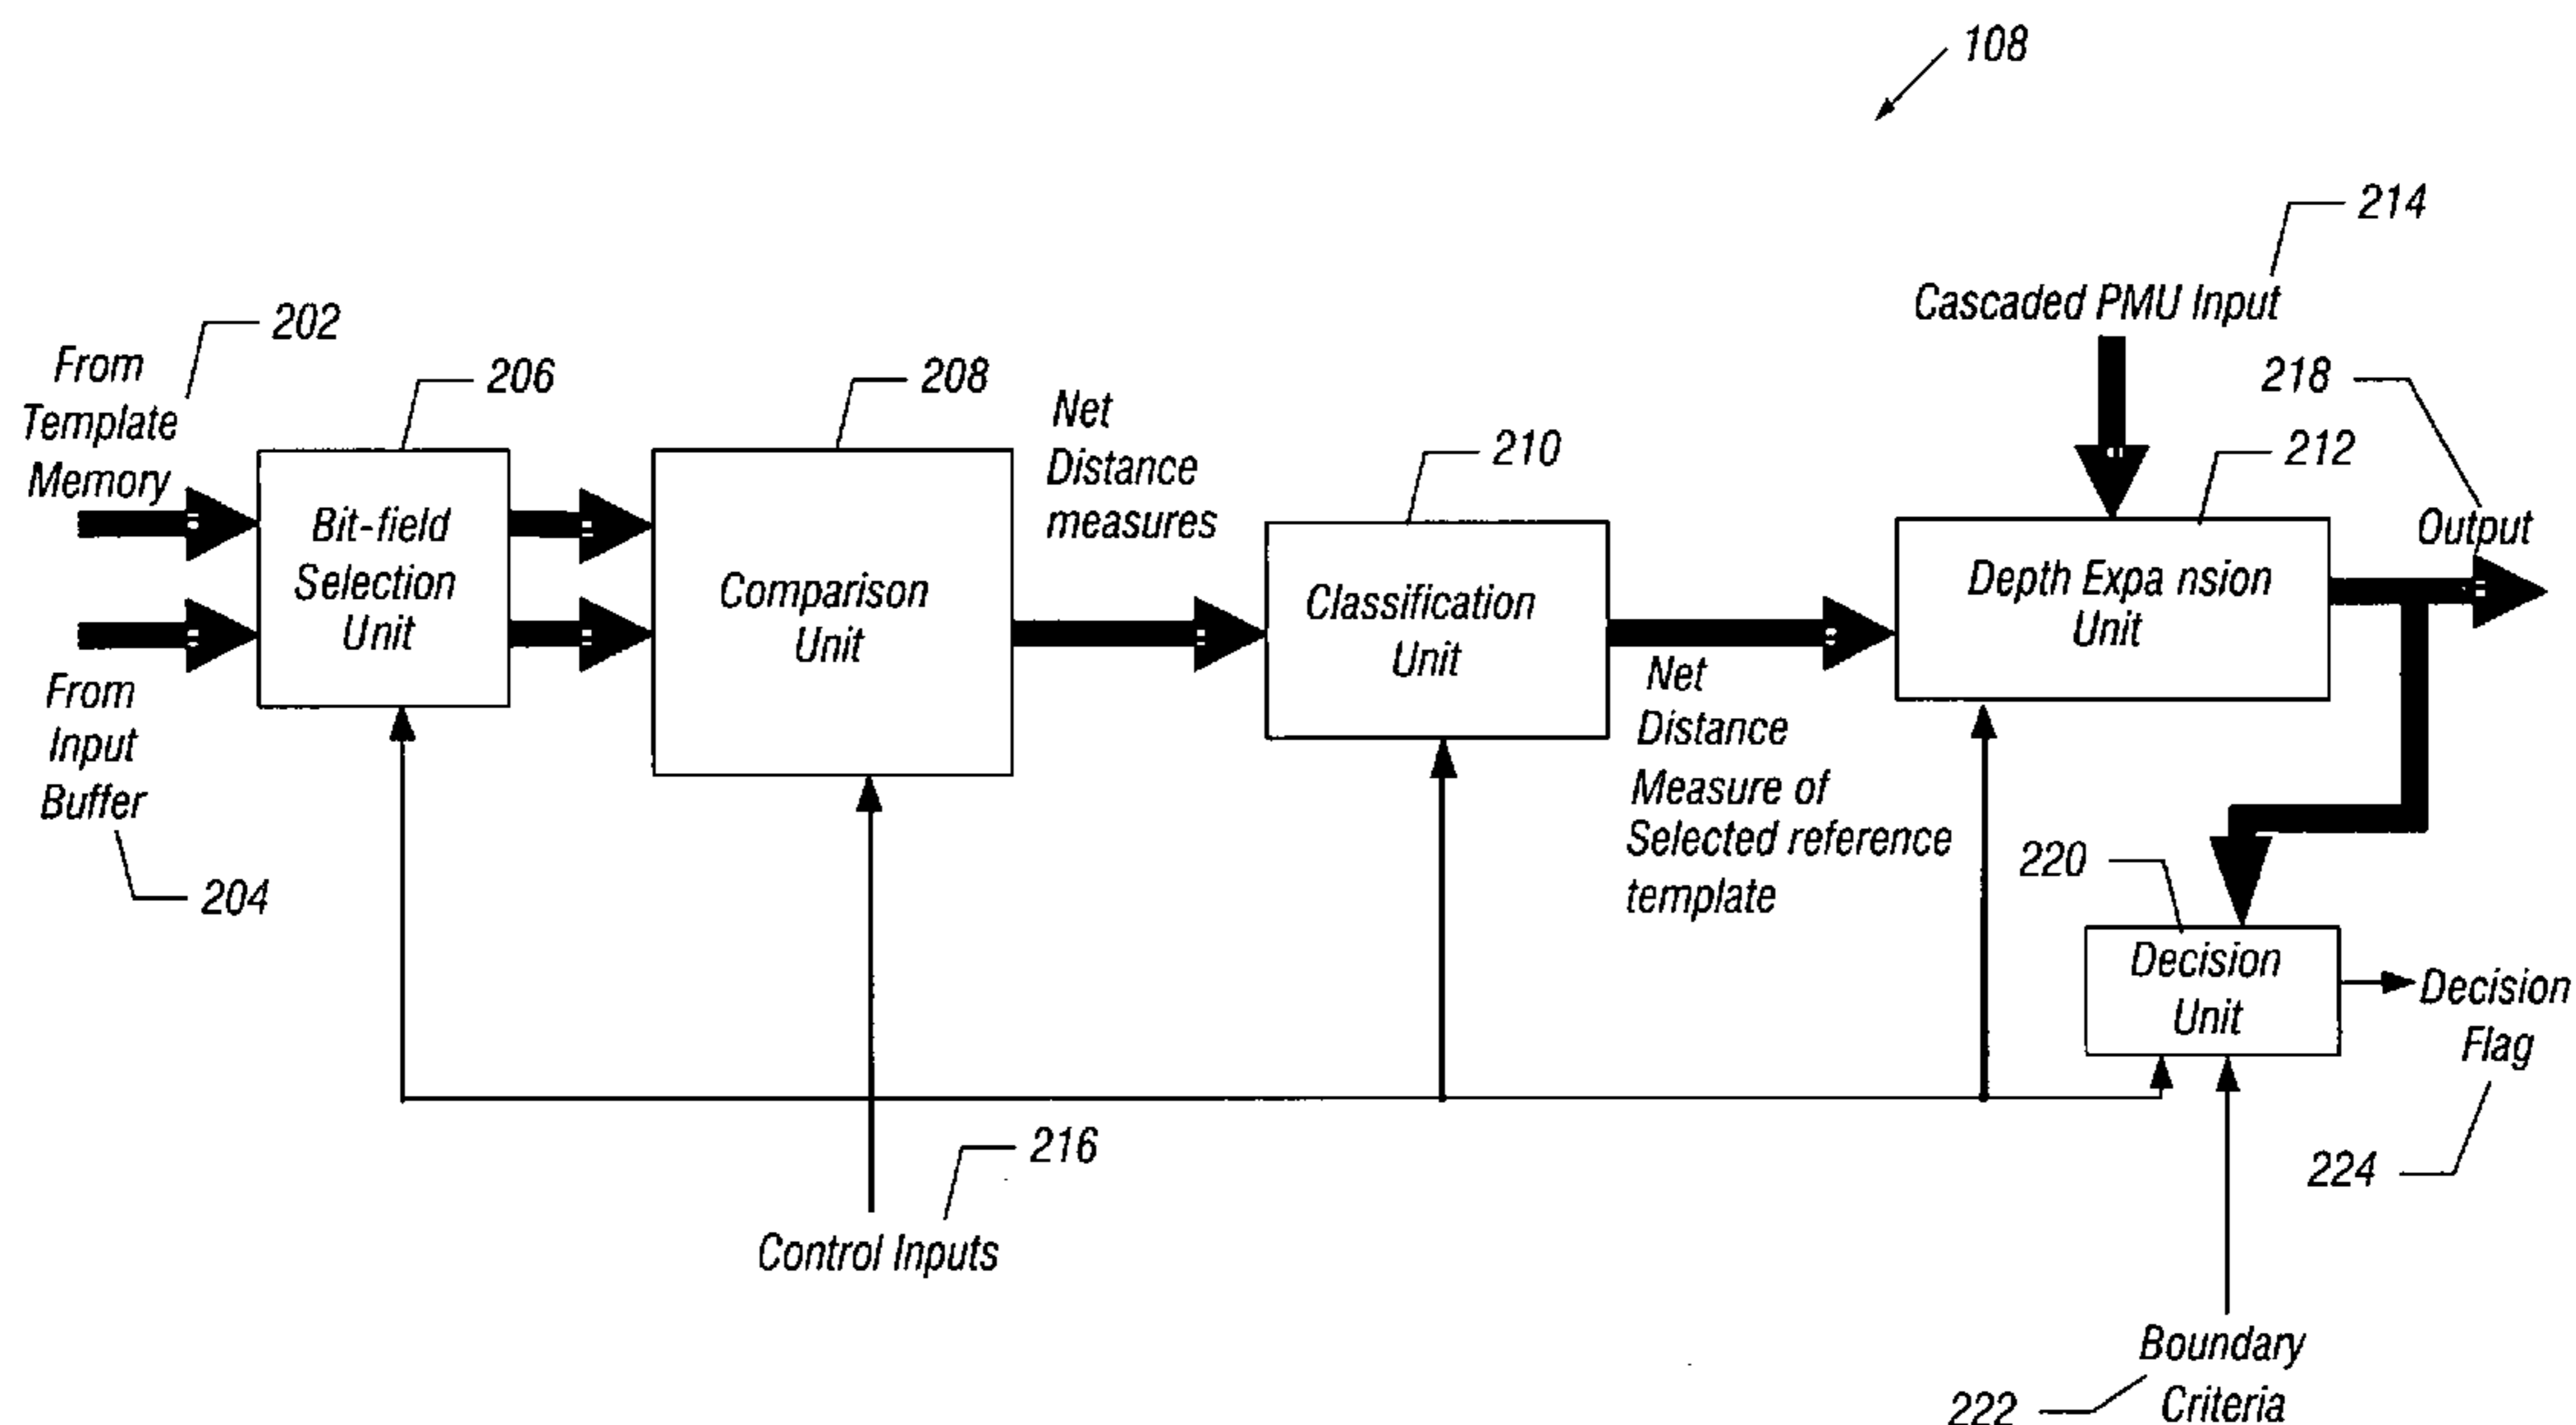 108
214
Cascaded PMU Input
202
From
Template
Memory
206
208
Net
Distance
measures
210
218
212
Output
Bit-field
Selection
Unit
Comparison
Unit
Classification
Unit
Depth Expa nsion
Unit
From
Input
Buffer
204
Net
Distance
Measure of
Selected reference
template
220
Decision
Unit
Decision
Flag
224
216
Control Inputs
Boundary
Criteria
222